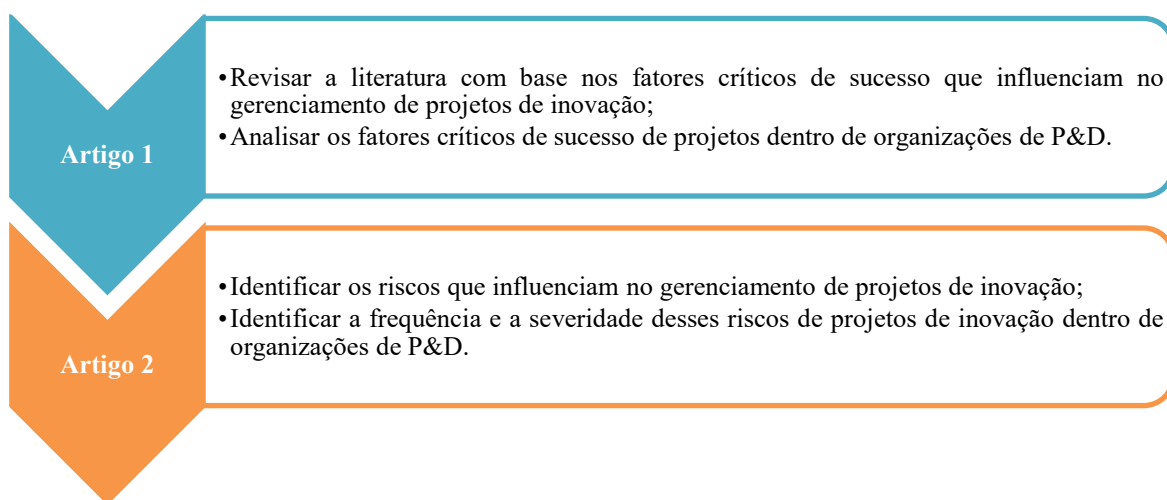 Artigo 1
•Revisar a literatura com base nos fatores críticos de sucesso que influenciam no
gerenciamento de projetos de inovação;
•Analisar os fatores críticos de sucesso de projetos dentro de organizações de P&D.
Artigo 2
•Identificar os riscos que influenciam no gerenciamento de projetos de inovação;
•Identificar a frequência e a severidade desses riscos de projetos de inovação dentro de
organizações de P&D.